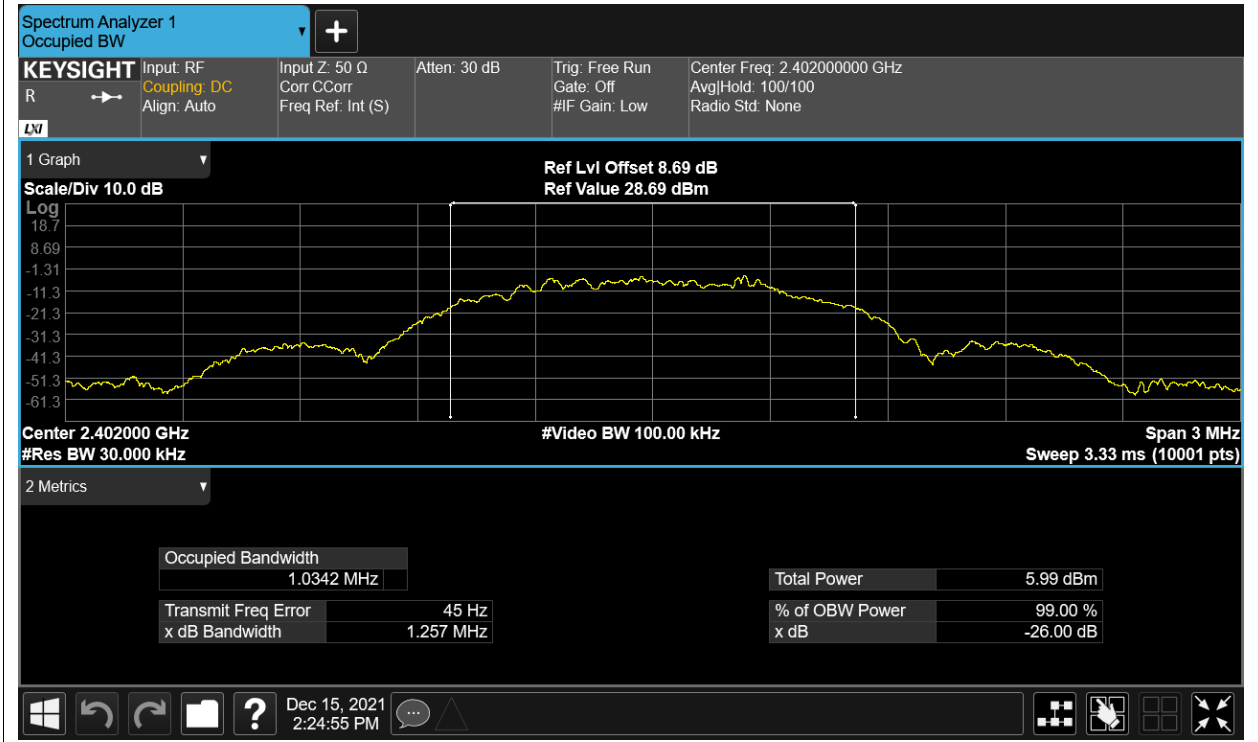 Spectrum Analyzer 1
Occupied BW
KEYSIGHT
R
LXI
Input: RF
Coupling: DC
Align: Auto
Input Z: 50 Ω
Corr CCorr
Freq Ref: Int (S)
Atten: 30 dB
Trig: Free Run
Gate: Off
#IF Gain: Low
Center Freq: 2.402000000 GHz
Avg|Hold: 100/100
Radio Std: None
1 Graph
Scale/Div 10.0 dB
Ref Lvl Offset 8.69 dB
Ref Value 28.69 dBm
Log
18.7
8.69
-1.31
-11.3
-21.3
-31.3
-41.3
-51.3
-61.3
Center 2.402000 GHz
#Video BW 100.00 kHz
Span 3 MHz
#Res BW 30.000 kHz
Sweep 3.33 ms (10001 pts)
2 Metrics
Occupied Bandwidth
1.0342 MHz
Transmit Freq Error 45 Hz
x dB Bandwidth 1.257 MHz
Total Power 5.99 dBm
% of OBW Power 99.00 %
x dB -26.00 dB
?
Dec 15, 2021
2:24:55 PM